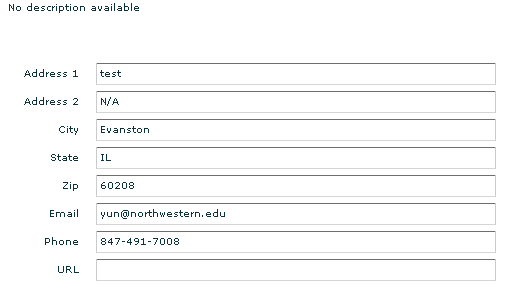 No description available
Address 1 test
Address 2 N/A
City Evanston
State IL
Zip 60208
Email yun@northwestern.edu
Phone 847-491-7008
URL